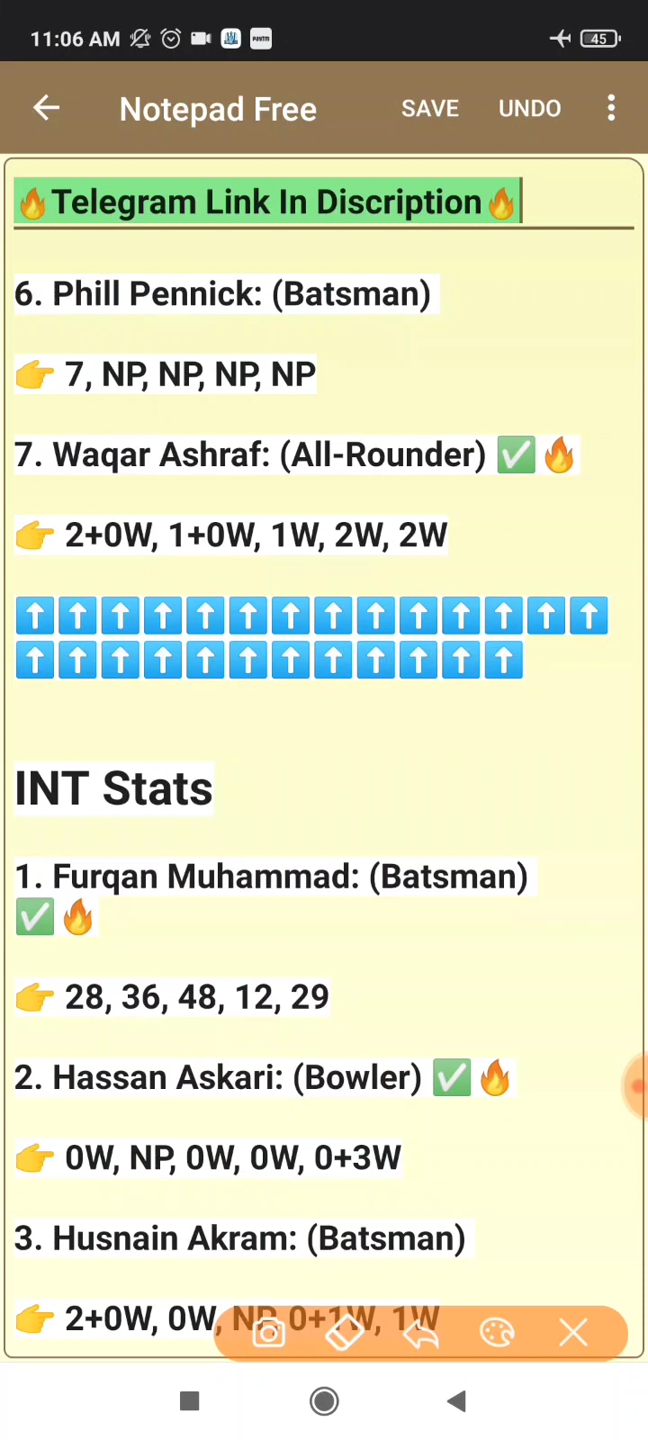 11:06 AM
Paytm
45
Notepad Free SAVE UNDO
🔥Telegram Link In Discription🔥
6. Phill Pennick: (Batsman)
👉 7, NP, NP, NP, NP
7. Waqar Ashraf: (All-Rounder) ✅🔥
👉 2+0W, 1+0W, 1W, 2W, 2W
⬆️⬆️⬆️⬆️⬆️⬆️⬆️⬆️⬆️⬆️⬆️⬆️⬆️⬆️
⬆️⬆️⬆️⬆️⬆️⬆️⬆️⬆️⬆️⬆️⬆️⬆️
INT Stats
1. Furqan Muhammad: (Batsman)
✅🔥
👉 28, 36, 48, 12, 29
2. Hassan Askari: (Bowler) ✅🔥
👉 0W, NP, 0W, 0W, 0+3W
3. Husnain Akram: (Batsman)
👉 2+0W, 0W, NP, 0+1W, 1W